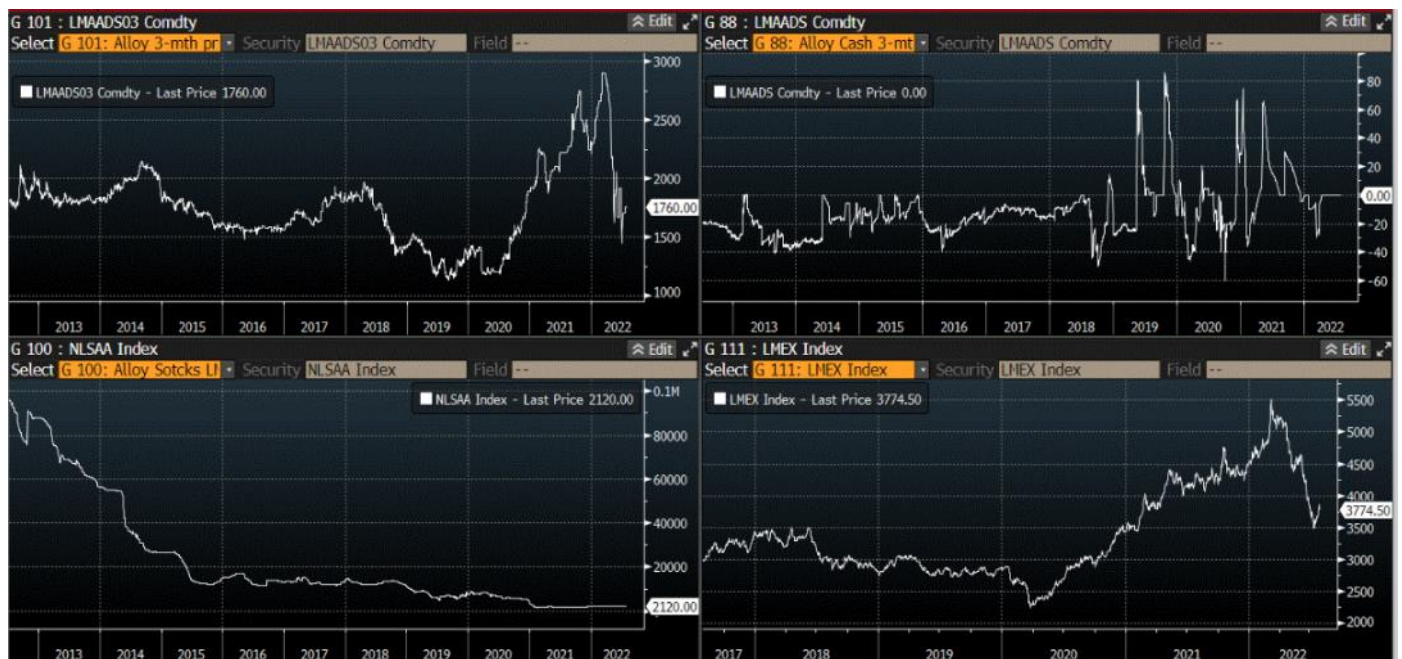 G 101 : LMAADS03 Comdty
Edit
Select G 101: Alloy 3-mth pr Security LMAADS03 Comdty Field --
LMAADS03 Comdty - Last Price 1760.00
3000
2500
2000
1760.00
1500
1000
2013 2014 2015 2016 2017 2018 2019 2020 2021 2022
G 88 : LMAADS Comdty
Edit
Select G 88: Alloy Cash 3-mt Security LMAADS Comdty Field --
LMAADS Comdty - Last Price 0.00
80
60
40
20
0.00
-20
-40
-60
2013 2014 2015 2016 2017 2018 2019 2020 2021 2022
G 100 : NLSAA Index
Edit
Select G 100: Alloy Sotcks LM Security NLSAA Index Field --
NLSAA Index - Last Price 2120.00
0.1M
80000
60000
40000
20000
2120.00
2013 2014 2015 2016 2017 2018 2019 2020 2021 2022
G 111 : LMEX Index
Edit
Select G 111: LMEX Index Security LMEX Index Field --
LMEX Index - Last Price 3774.50
5500
5000
4500
4000
3774.50
3500
3000
2500
2000
2017 2018 2019 2020 2021 2022